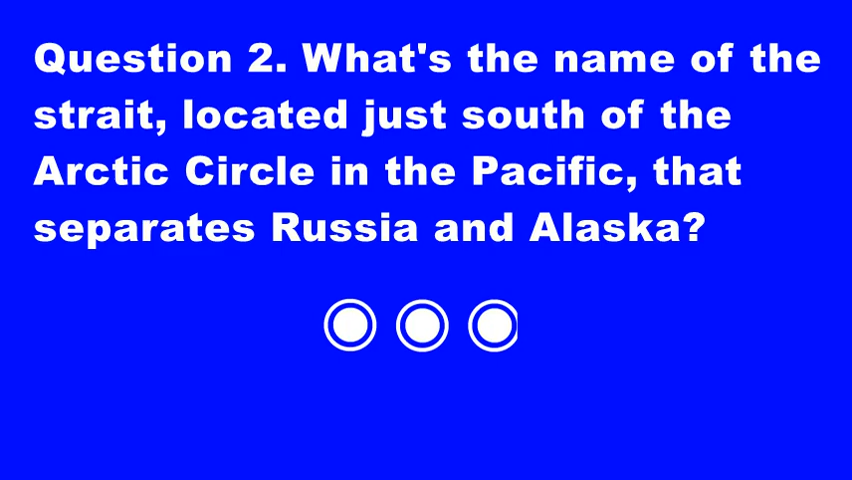 Question 2. What's the name of the
strait, located just south of the
Arctic Circle in the Pacific, that
separates Russia and Alaska?